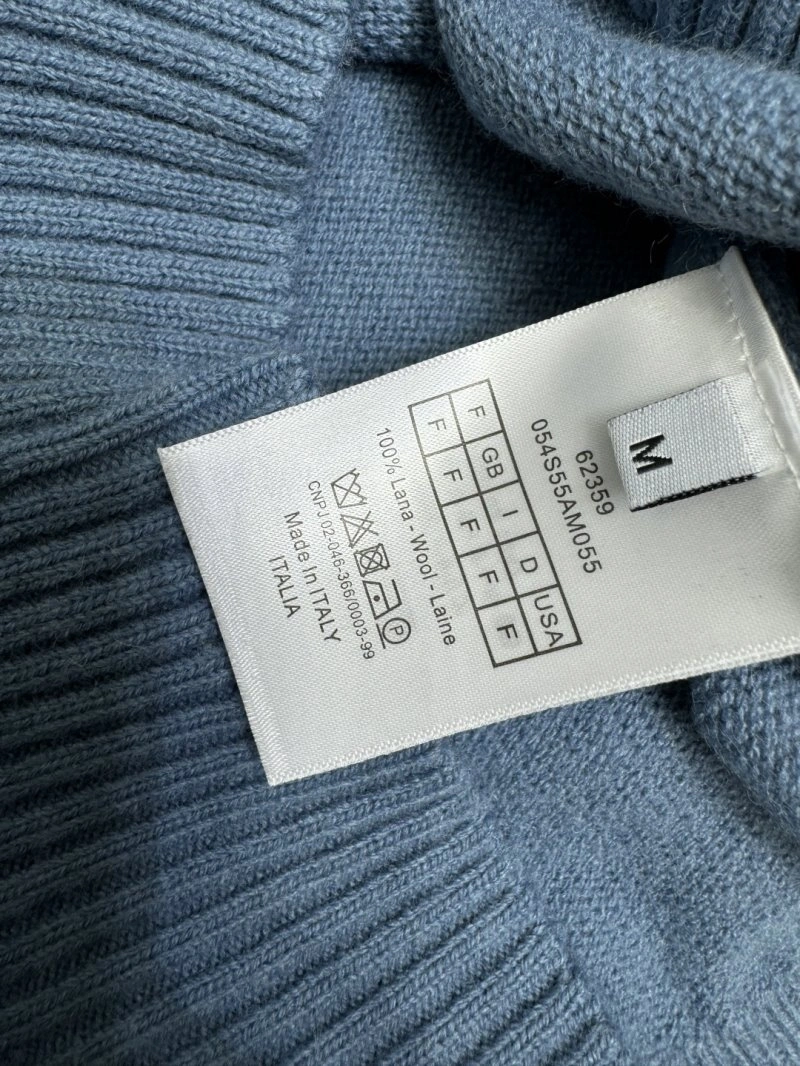 M
62359
054S55AM055
F GB I D USA
F F F F F
100% Lana - Wool - Laine
P
CNPJ 02-046-366/0003-99
Made In ITALY
ITALIA